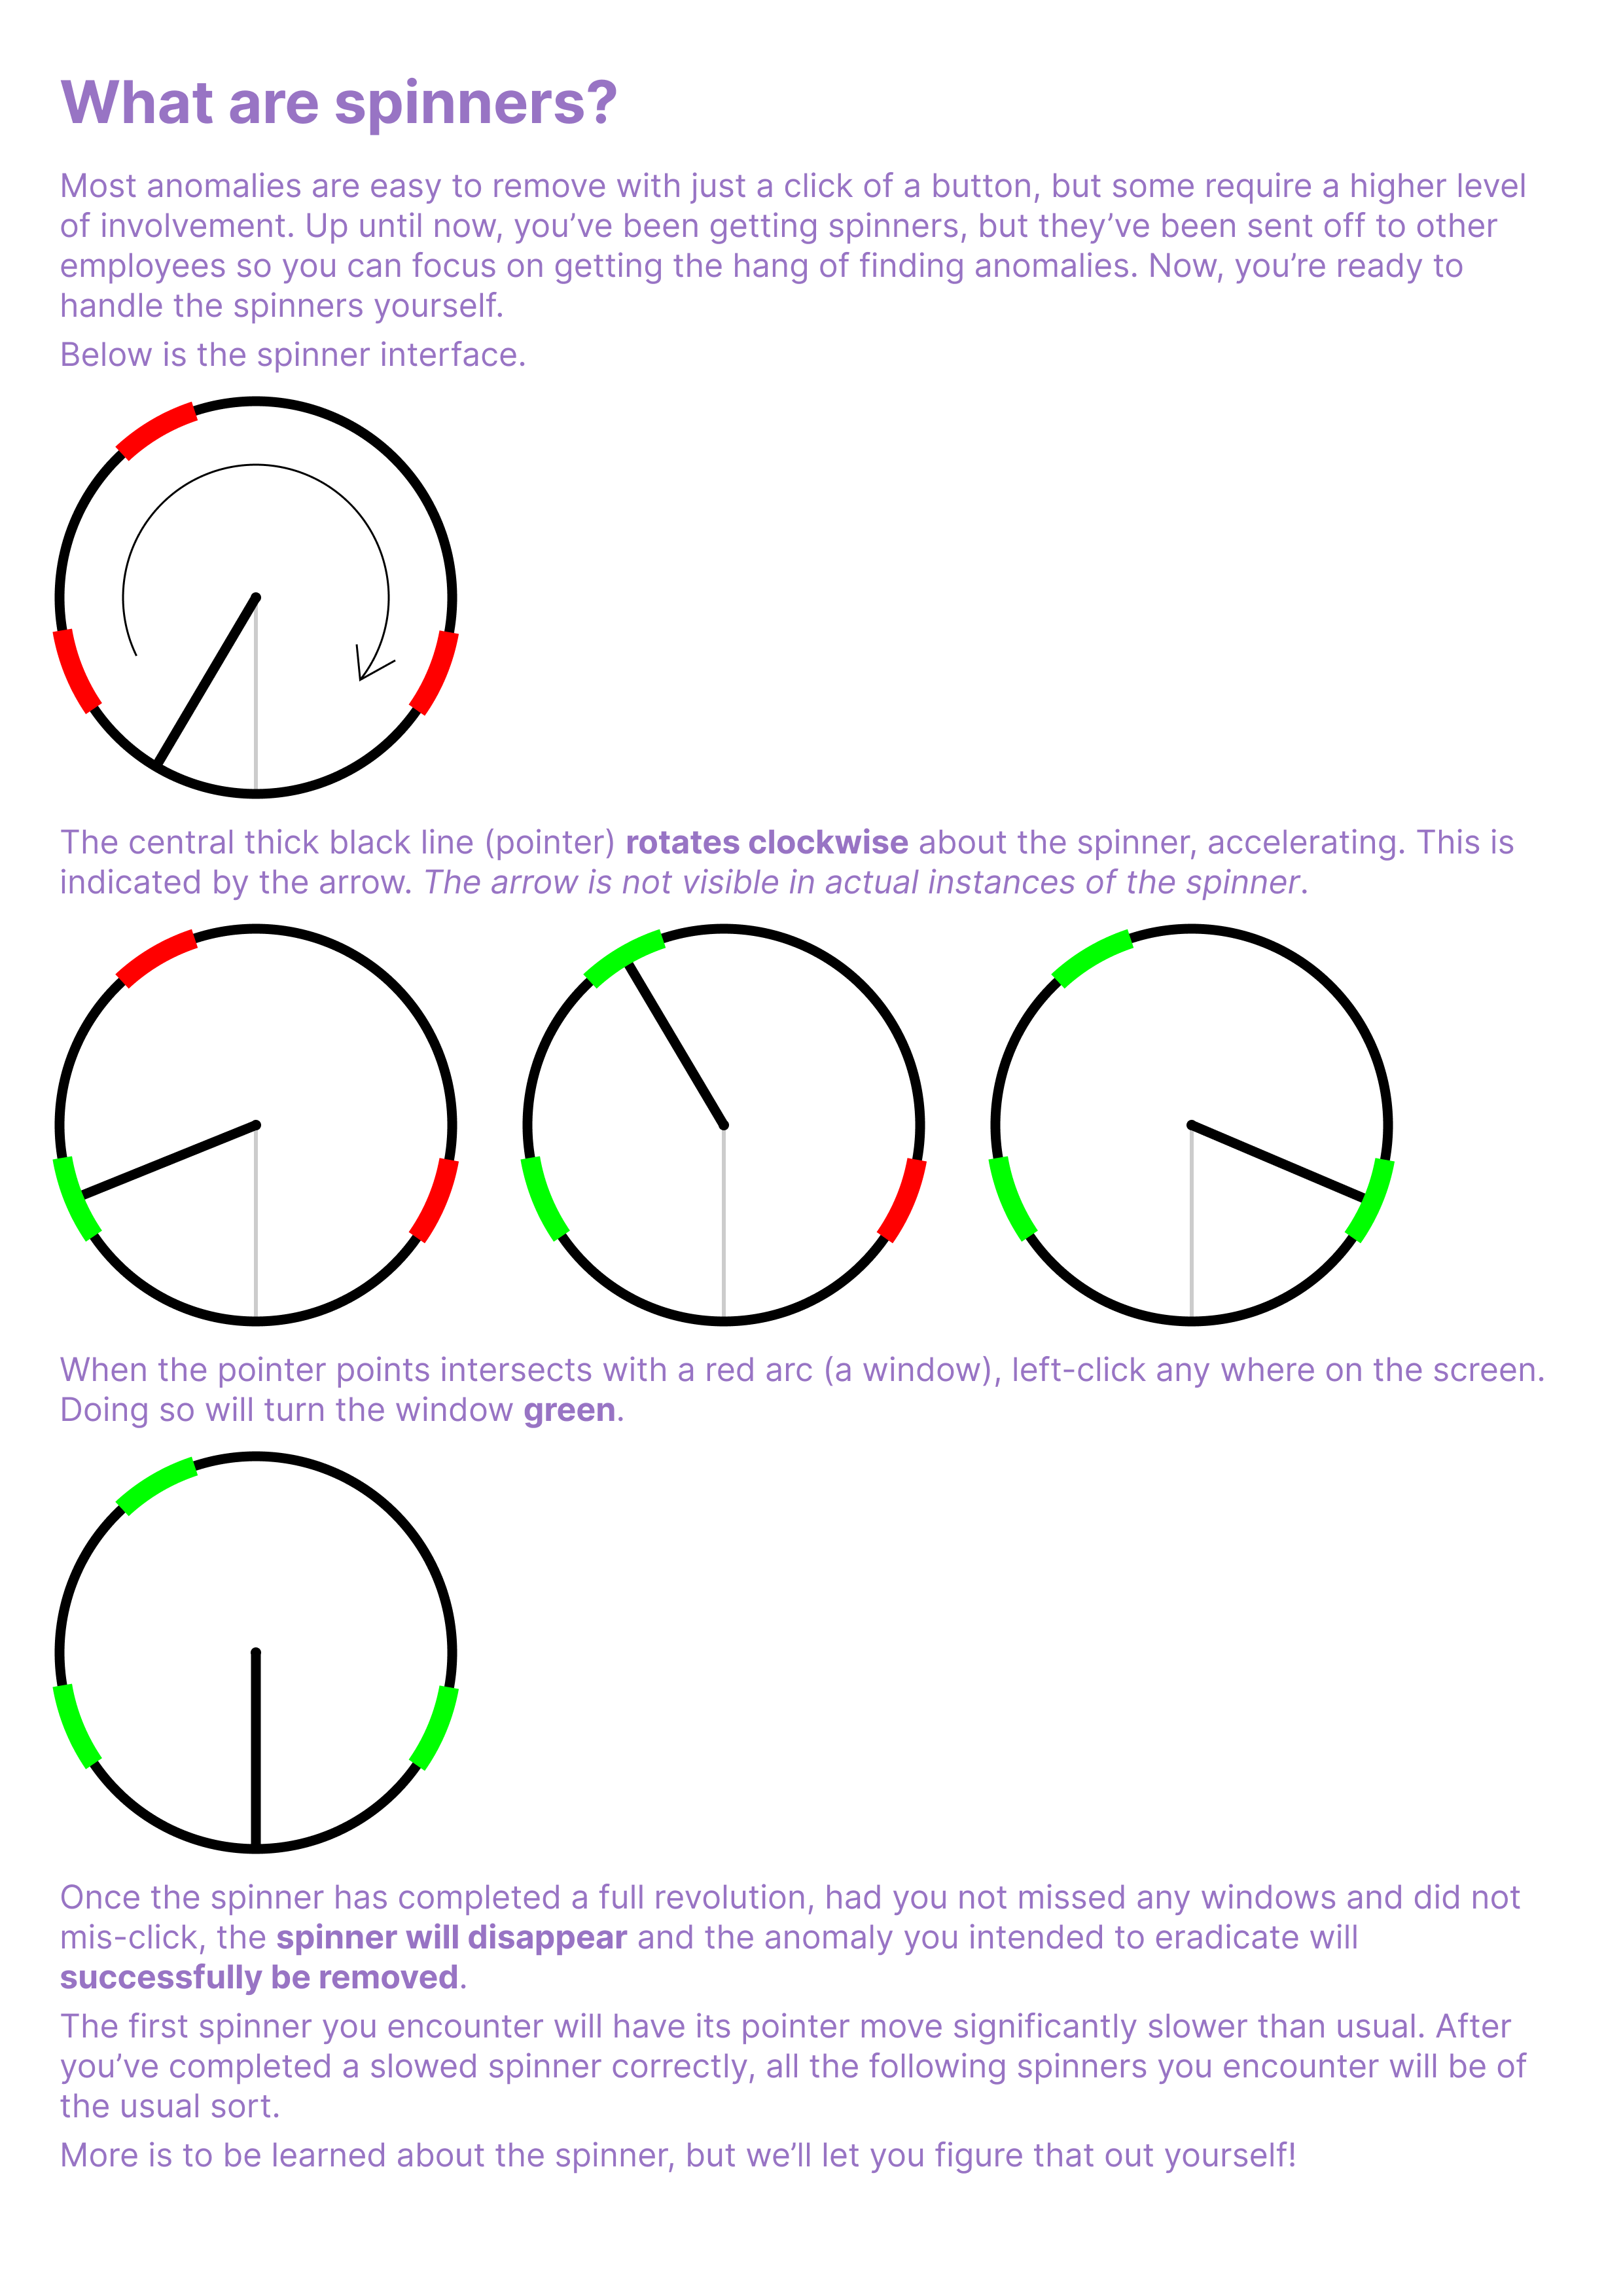 What are spinners?
Most anomalies are easy to remove with just a click of a button, but some require a higher level
of involvement. Up until now, you’ve been getting spinners, but they’ve been sent off to other
employees so you can focus on getting the hang of finding anomalies. Now, you’re ready to
handle the spinners yourself.
Below is the spinner interface.
The central thick black line (pointer) rotates clockwise about the spinner, accelerating. This is
indicated by the arrow. The arrow is not visible in actual instances of the spinner.
When the pointer points intersects with a red arc (a window), left-click any where on the screen.
Doing so will turn the window green.
Once the spinner has completed a full revolution, had you not missed any windows and did not
mis-click, the spinner will disappear and the anomaly you intended to eradicate will
successfully be removed.
The first spinner you encounter will have its pointer move significantly slower than usual. After
you’ve completed a slowed spinner correctly, all the following spinners you encounter will be of
the usual sort.
More is to be learned about the spinner, but we’ll let you figure that out yourself!